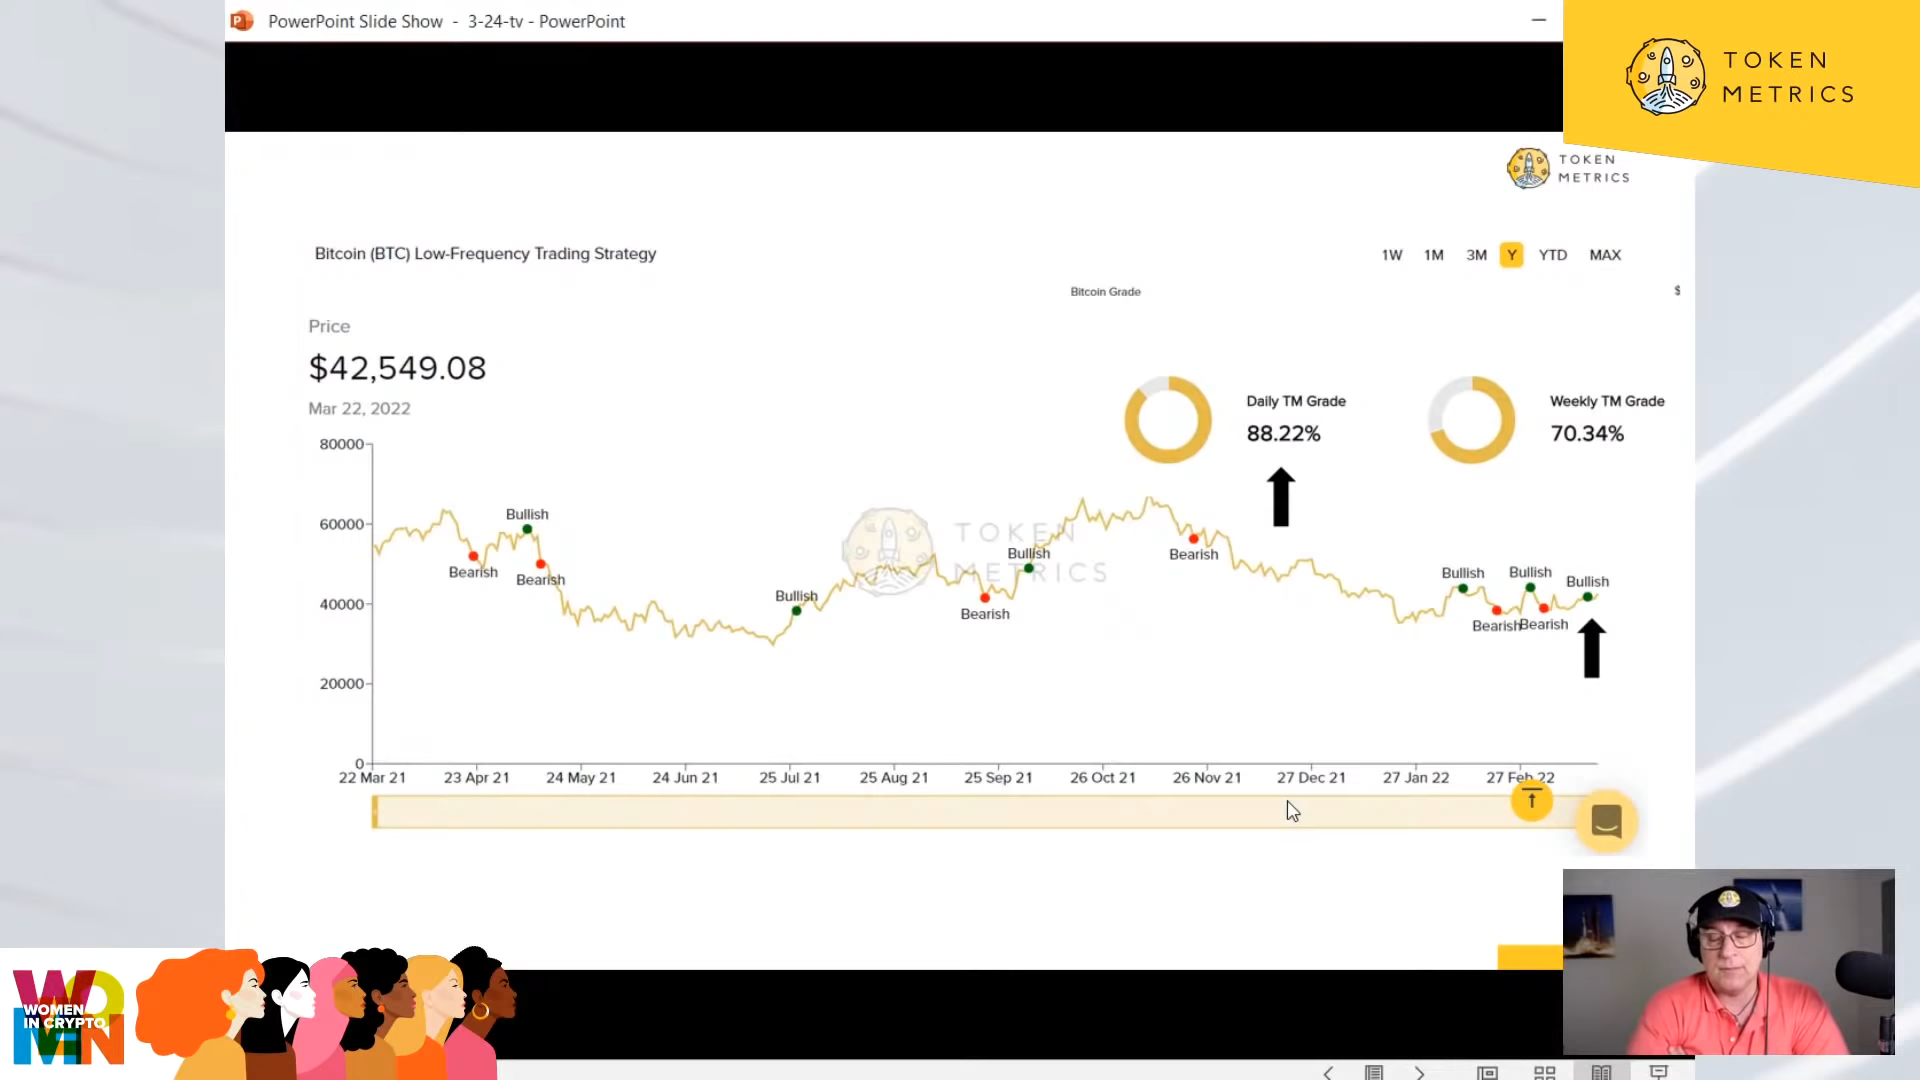 PowerPoint Slide Show - 3-24-tv - PowerPoint
TOKEN
METRICS
TOKEN
METRICS
Bitcoin (BTC) Low-Frequency Trading Strategy
1W 1M 3M Y YTD MAX
Bitcoin Grade
$
Price
$42,549.08
Mar 22, 2022
Daily TM Grade
88.22%
Weekly TM Grade
70.34%
80000
60000
40000
20000
0
Bearish
Bullish
Bearish
Bullish
Bearish
Bullish
Bearish
Bullish
Bearish
Bullish
Bearish
Bullish
TOKEN
METRICS
22 Mar 21 23 Apr 21 24 May 21 24 Jun 21 25 Jul 21 25 Aug 21 25 Sep 21 26 Oct 21 26 Nov 21 27 Dec 21 27 Jan 22 27 Feb 22
WOMEN
WOMEN
IN CRYPTO